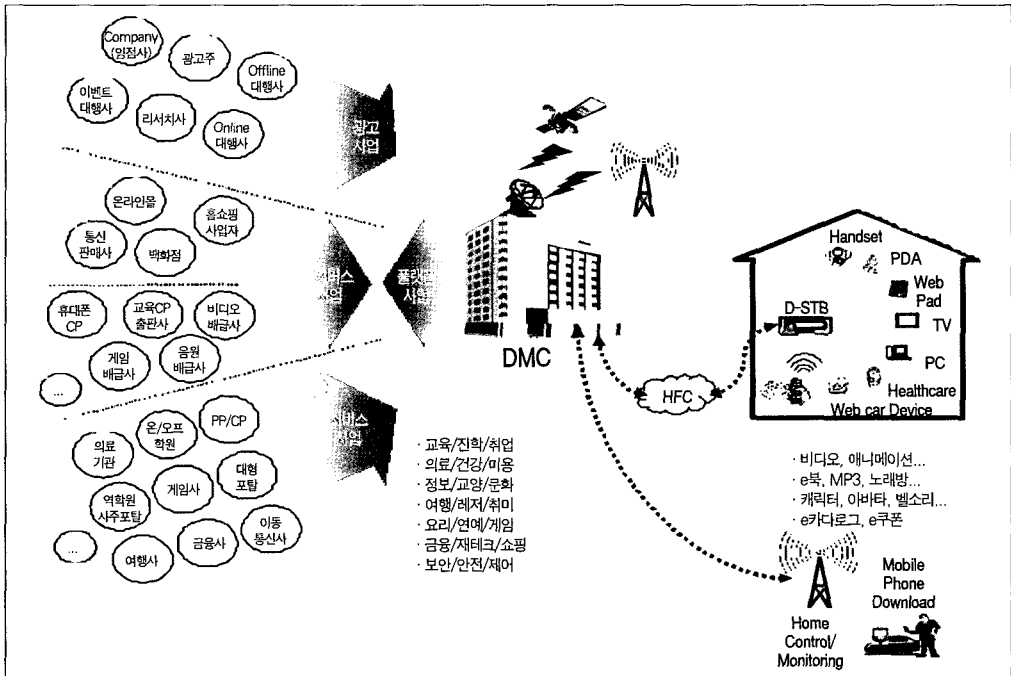 Company
(입점사)
광고주
Offline
대행사
이벤트
대행사
리서치사
Online
대행사
광고
사업
온라인몰
홈쇼핑
사업자
통신
판매사
백화점
사업
휴대폰
CP
교육CP
출판사
비디오
배급사
게임
배급사
음원
배급사
...
의료
기관
온/오프
학원
PP/CP
역학원
사주포탈
게임사
대형
포탈
...
여행사
금융사
이동
통신사
· 교육/진학/취업
· 의료/건강/미용
· 정보/교양/문화
· 여행/레저/취미
· 요리/연예/게임
· 금융/재테크/쇼핑
· 보안/안전/제어
DMC
HFC
Handset
PDA
Web
Pad
D-STB
TV
PC
Healthcare
Web car Device
· 비디오, 애니메이션...
· e북, MP3, 노래방...
· 캐릭터, 아바타, 벨소리...
· e카다로그, e쿠폰
Home
Control/
Monitoring
Mobile
Phone
Download